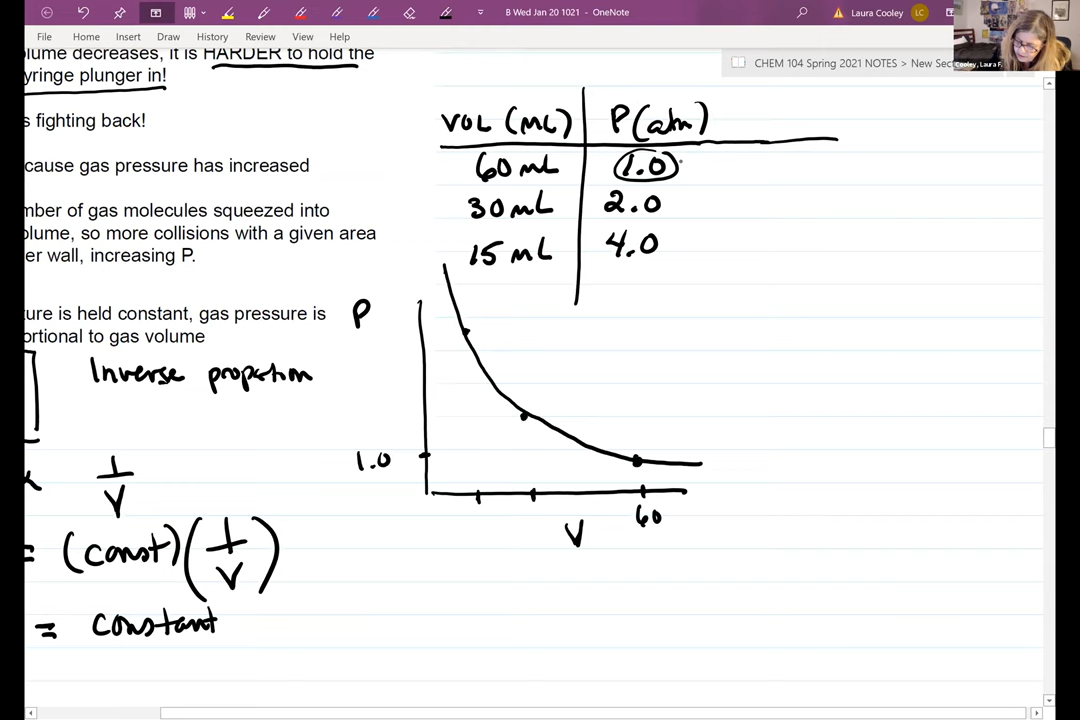 B Wed Jan 20 1021 - OneNote
Laura Cooley
LC
File Home Insert Draw History Review View Help
Cooley, Laura F.
CHEM 104 Spring 2021 NOTES > New Sec
lume decreases, it is HARDER to hold the
yringe plunger in!
s fighting back!
cause gas pressure has increased
mber of gas molecules squeezed into
olume, so more collisions with a given area
er wall, increasing P.
ture is held constant, gas pressure is
ortional to gas volume
Inverse proportion
1
V
= (const) (1/V)
= constant
VOL (mL) P (atm)
60 mL 1.0
30 mL 2.0
15 mL 4.0
P
1.0
60
V